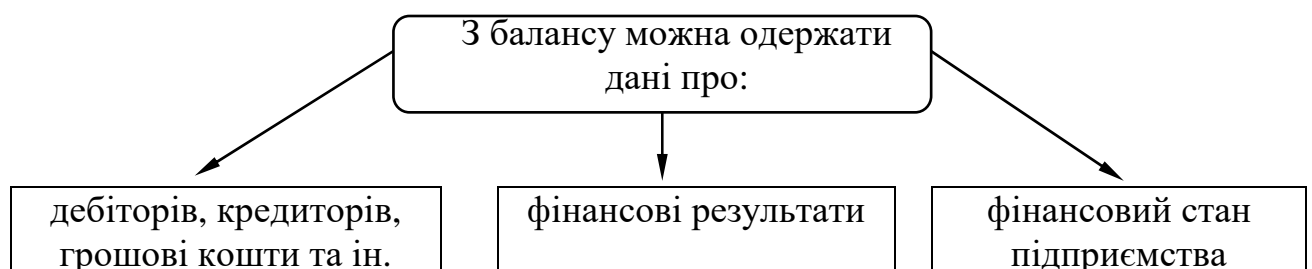 З балансу можна одержати
дані про:
дебіторів, кредиторів,
грошові кошти та ін.
фінансові результати
фінансовий стан
підприємства